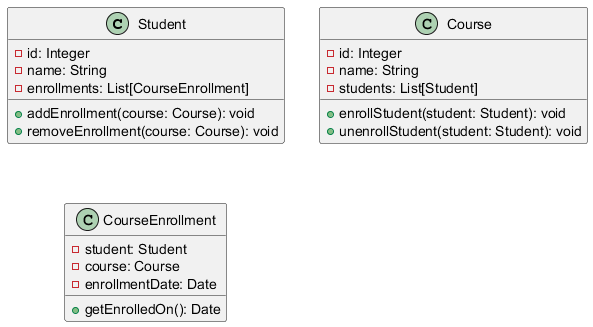 C Student
id: Integer
name: String
enrollments: List[CourseEnrollment]
addEnrollment(course: Course): void
removeEnrollment(course: Course): void
C Course
id: Integer
name: String
students: List[Student]
enrollStudent(student: Student): void
unenrollStudent(student: Student): void
C CourseEnrollment
student: Student
course: Course
enrollmentDate: Date
getEnrolledOn(): Date